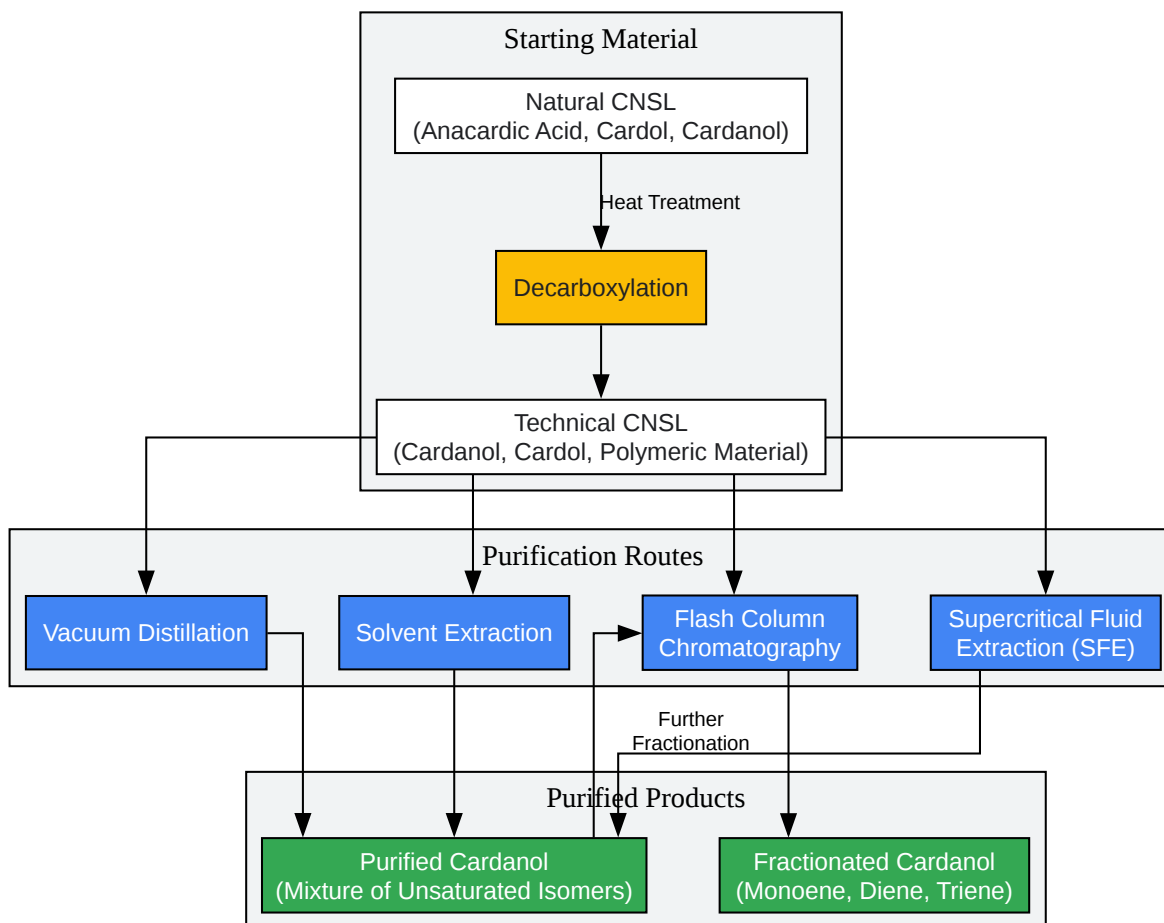 Starting Material
Natural CNSL
(Anacardic Acid, Cardol, Cardanol)
Heat Treatment
Decarboxylation
Technical CNSL
(Cardanol, Cardol, Polymeric Material)
Purification Routes
Vacuum Distillation
Solvent Extraction
Flash Column
Chromatography
Supercritical Fluid
Extraction (SFE)
Further
Fractionation
Purified Products
Purified Cardanol
(Mixture of Unsaturated Isomers)
Fractionated Cardanol
(Monoene, Diene, Triene)